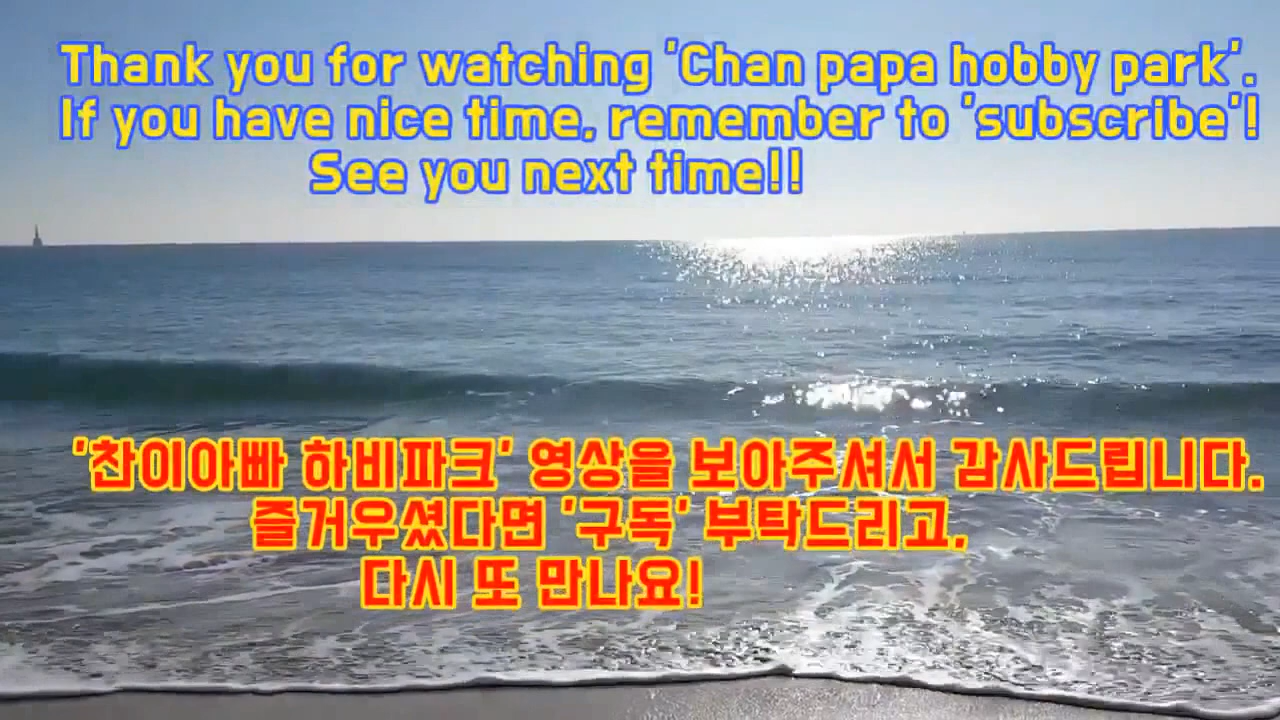 Thank you for watching 'Chan papa hobby park'.
If you have nice time, remember to 'subscribe'!
See you next time!!
'찬이아빠 하비파크' 영상을 보아주셔서 감사드립니다.
즐거우셨다면 '구독' 부탁드리고,
다시 또 만나요!